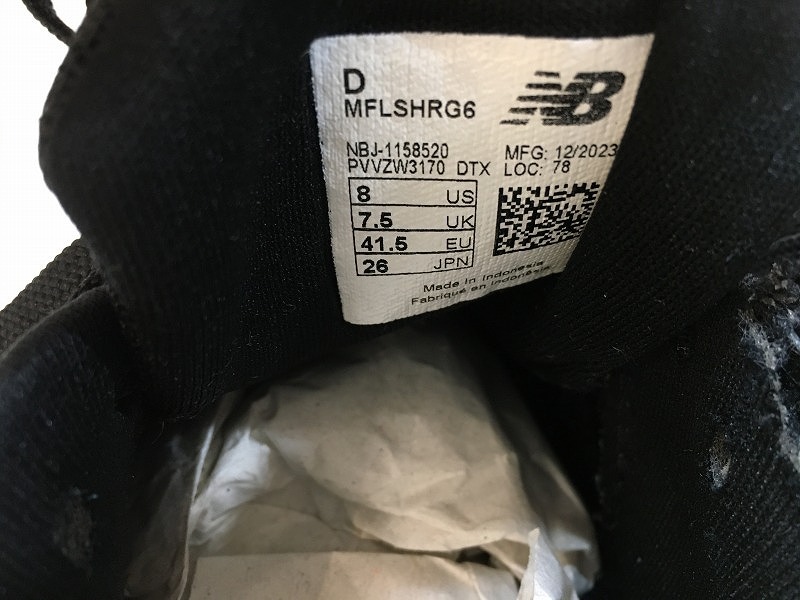 D
MFLSHRG6
NB
NBJ-1158520
PVVZW3170 DTX
MFG: 12/2023
LOC: 78
8 US
7.5 UK
41.5 EU
26 JPN
Made in Indonesia
Fabriqué en Indonésie